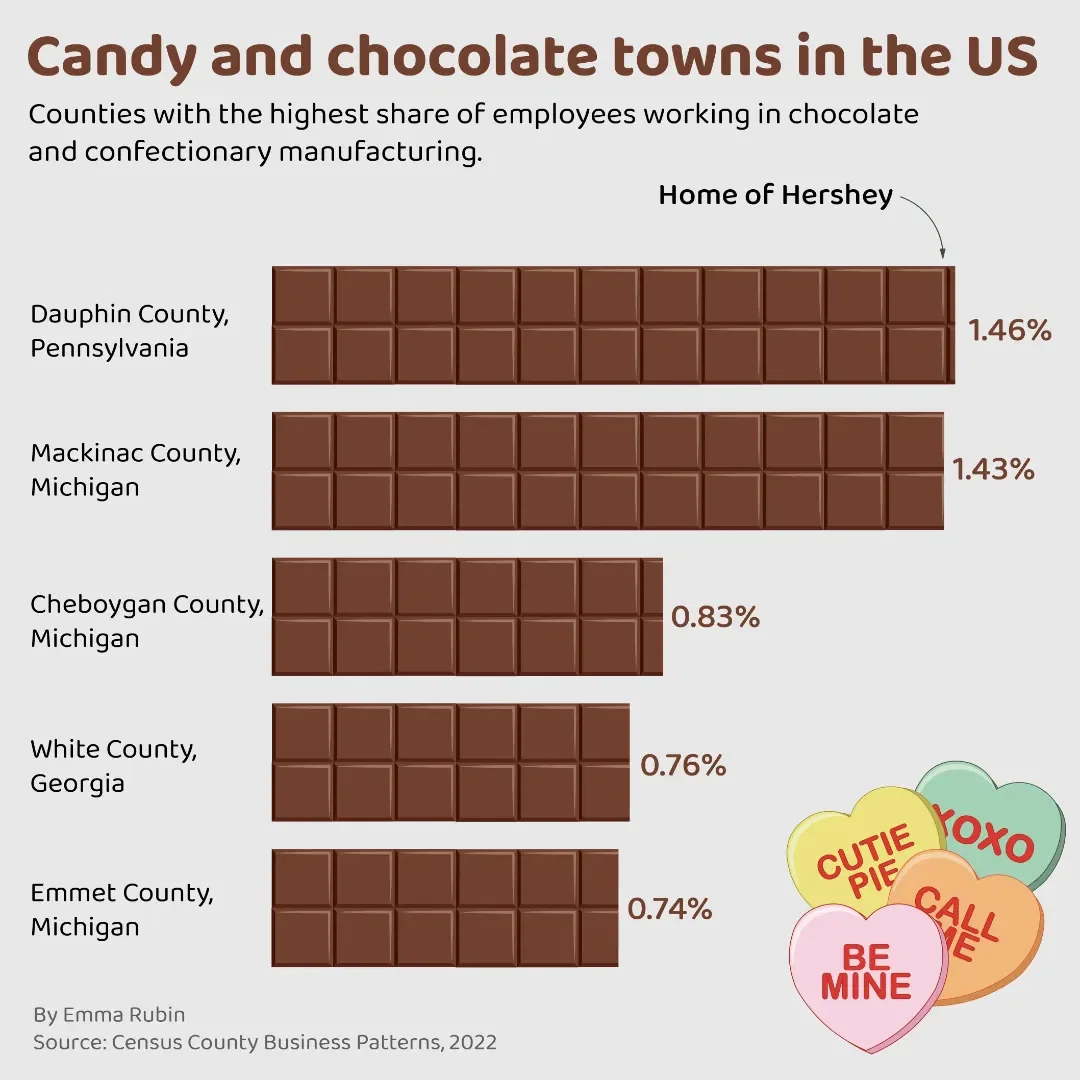 Candy and chocolate towns in the US
Counties with the highest share of employees working in chocolate
and confectionary manufacturing.
Home of Hershey
Dauphin County,
Pennsylvania
1.46%
Mackinac County,
Michigan
1.43%
Cheboygan County,
Michigan
0.83%
White County,
Georgia
0.76%
Emmet County,
Michigan
0.74%
XOXO
CUTIE
PIE
CALL
ME
BE
MINE
By Emma Rubin
Source: Census County Business Patterns, 2022